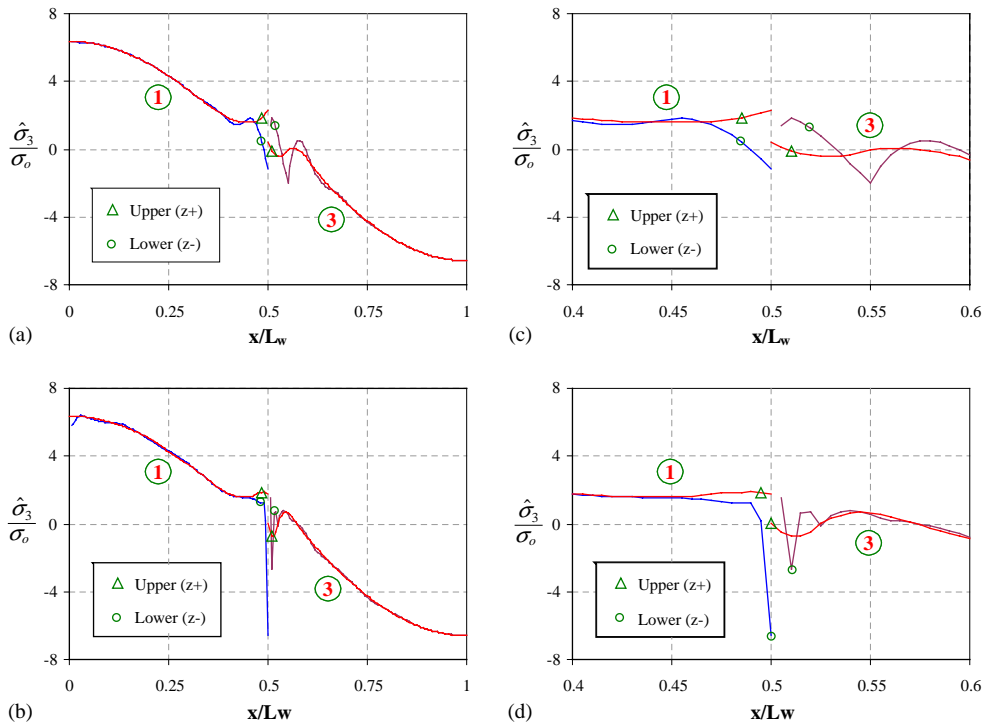 8
4
0
-4
-8
σ̂₃
σₒ
1
3
Upper (z+)
Lower (z-)
0
0.25
0.5
0.75
1
x/Lw
(a)
8
4
0
-4
-8
σ̂₃
σₒ
1
3
Upper (z+)
Lower (z-)
0.4
0.45
0.5
0.55
0.6
x/Lw
(c)
8
4
0
-4
-8
σ̂₃
σₒ
1
3
Upper (z+)
Lower (z-)
0
0.25
0.5
0.75
1
x/Lw
(b)
8
4
0
-4
-8
σ̂₃
σₒ
1
3
Upper (z+)
Lower (z-)
0.4
0.45
0.5
0.55
0.6
x/Lw
(d)